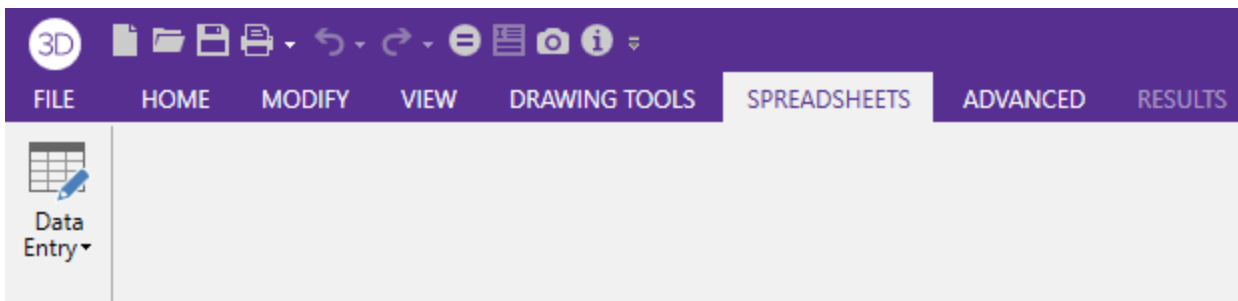 3D
FILE HOME MODIFY VIEW DRAWING TOOLS SPREADSHEETS ADVANCED RESULTS
Data
Entry